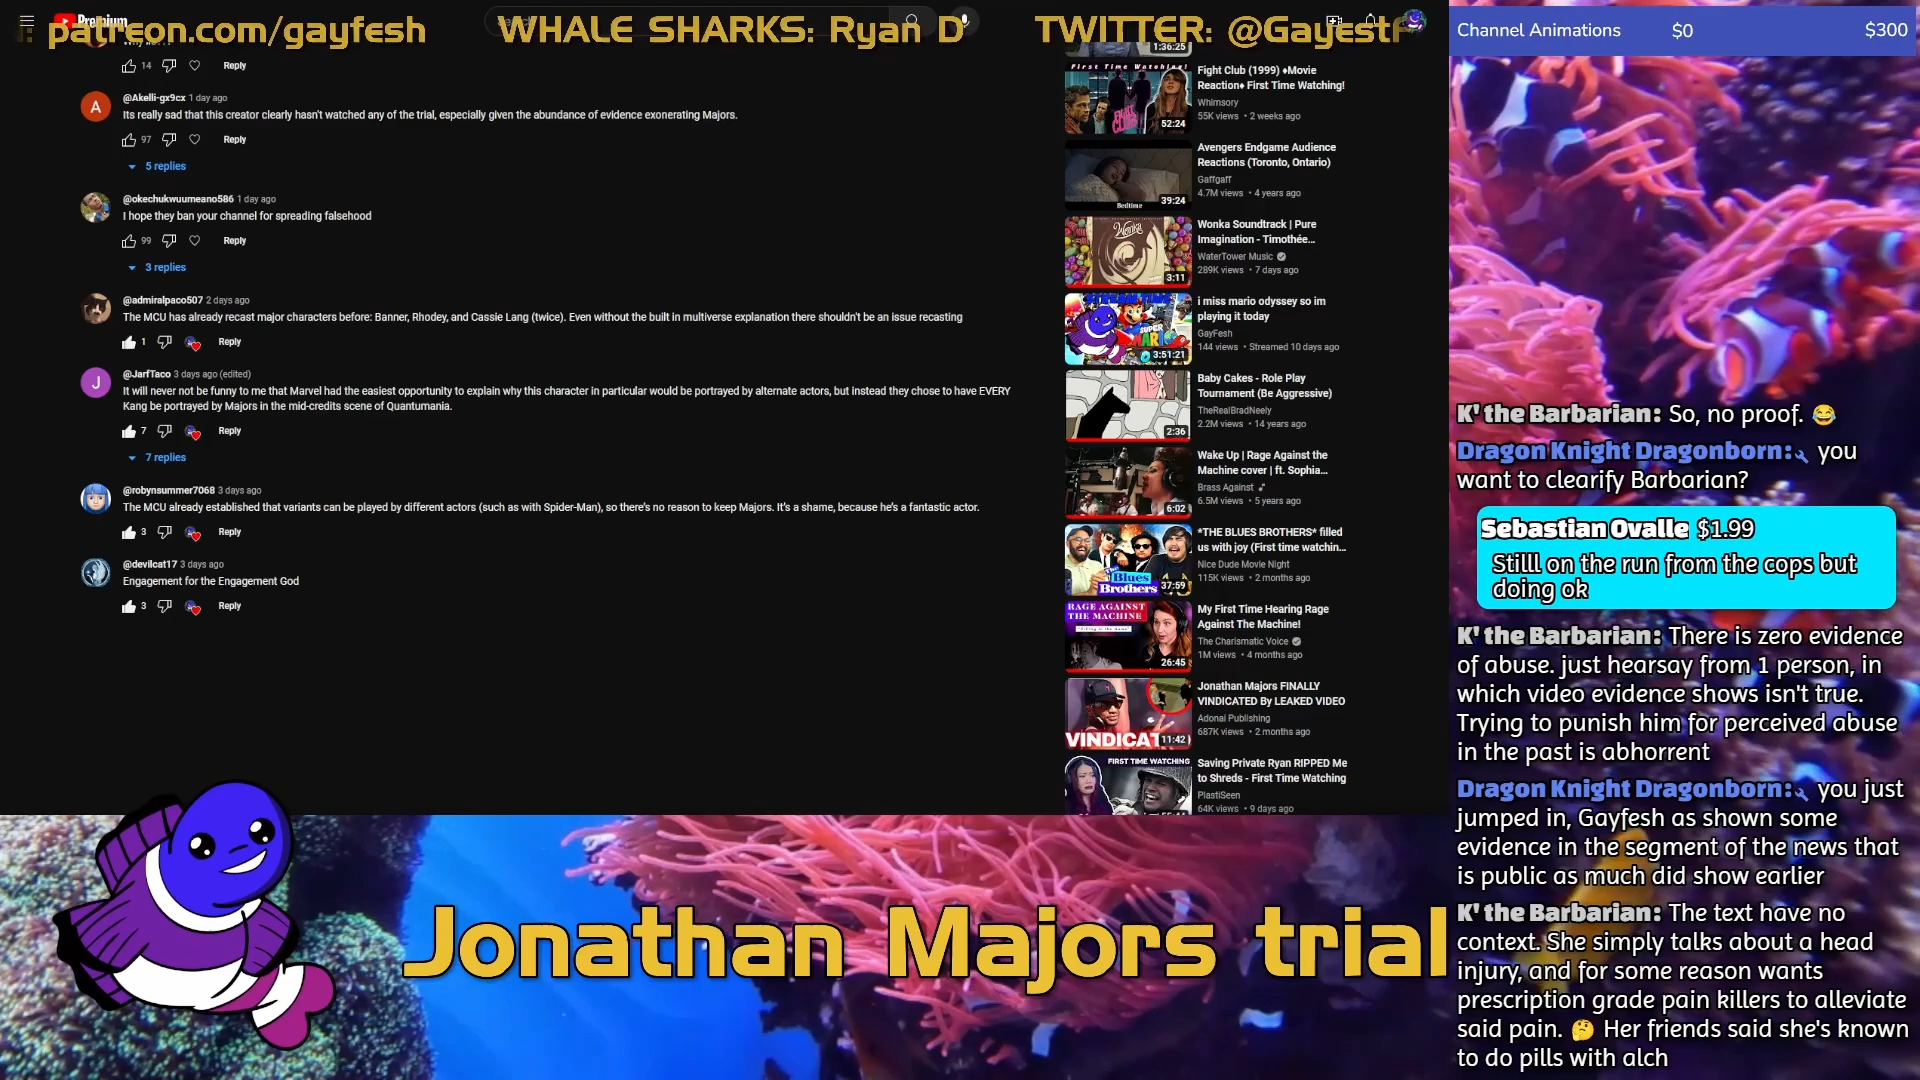 : patreon.com/gayfesh
WHALE SHARKS: Ryan D
TWITTER: @Gayestf
Premium
14
Reply
@Akelli-gx9cx 1 day ago
Its really sad that this creator clearly hasn't watched any of the trial, especially given the abundance of evidence exonerating Majors.
97
Reply
5 replies
@okechukwuumeano586 1 day ago
I hope they ban your channel for spreading falsehood
99
Reply
3 replies
@admiralpaco507 2 days ago
The MCU has already recast major characters before: Banner, Rhodey, and Cassie Lang (twice). Even without the built in multiverse explanation there shouldn't be an issue recasting
1
Reply
@JarfTaco 3 days ago (edited)
It will never not be funny to me that Marvel had the easiest opportunity to explain why this character in particular would be portrayed by alternate actors, but instead they chose to have EVERY
Kang be portrayed by Majors in the mid-credits scene of Quantumania.
7
Reply
7 replies
@robynsummer7068 3 days ago
The MCU already established that variants can be played by different actors (such as with Spider-Man), so there's no reason to keep Majors. It's a shame, because he's a fantastic actor.
3
Reply
@devilcat17 3 days ago
Engagement for the Engagement God
3
Reply
1:36:25
First Time Watching!
52:24
Fight Club (1999) ♦Movie
Reaction♦ First Time Watching!
Whimsory
55K views • 2 weeks ago
Bedtime
39:24
Avengers Endgame Audience
Reactions (Toronto, Ontario)
Gaffgaff
4.7M views • 4 years ago
Wonka
3:11
Wonka Soundtrack | Pure
Imagination - Timothée...
WaterTower Music
289K views • 7 days ago
STREAM TIME
SUPER
MARIO
3:51:21
i miss mario odyssey so im
playing it today
GayFesh
144 views • Streamed 10 days ago
2:36
Baby Cakes - Role Play
Tournament (Be Aggressive)
TheRealBradNeely
2.2M views • 14 years ago
6:02
Wake Up | Rage Against the
Machine cover | ft. Sophia...
Brass Against
6.5M views • 5 years ago
The
Blues
Brothers
37:59
*THE BLUES BROTHERS* filled
us with joy (First time watchin...
Nice Dude Movie Night
115K views • 2 months ago
RAGE AGAINST
THE MACHINE
26:45
My First Time Hearing Rage
Against The Machine!
The Charismatic Voice
1M views • 4 months ago
VINDICAT
11:42
Jonathan Majors FINALLY
VINDICATED By LEAKED VIDEO
Adonai Publishing
687K views • 2 months ago
FIRST TIME WATCHING
Saving Private Ryan RIPPED Me
to Shreds - First Time Watching
PlastiSeen
64K views • 9 days ago
Channel Animations $0 $300
K' the Barbarian: So, no proof. 😂
Dragon Knight Dragonborn: you
want to clearify Barbarian?
Sebastian Ovalle $1.99
Stilll on the run from the cops but
doing ok
K' the Barbarian: There is zero evidence
of abuse. just hearsay from 1 person, in
which video evidence shows isn't true.
Trying to punish him for perceived abuse
in the past is abhorrent
Dragon Knight Dragonborn: you just
jumped in, Gayfesh as shown some
evidence in the segment of the news that
is public as much did show earlier
K' the Barbarian: The text have no
context. She simply talks about a head
injury, and for some reason wants
prescription grade pain killers to alleviate
said pain. 🤔 Her friends said she's known
to do pills with alch
Jonathan Majors trial